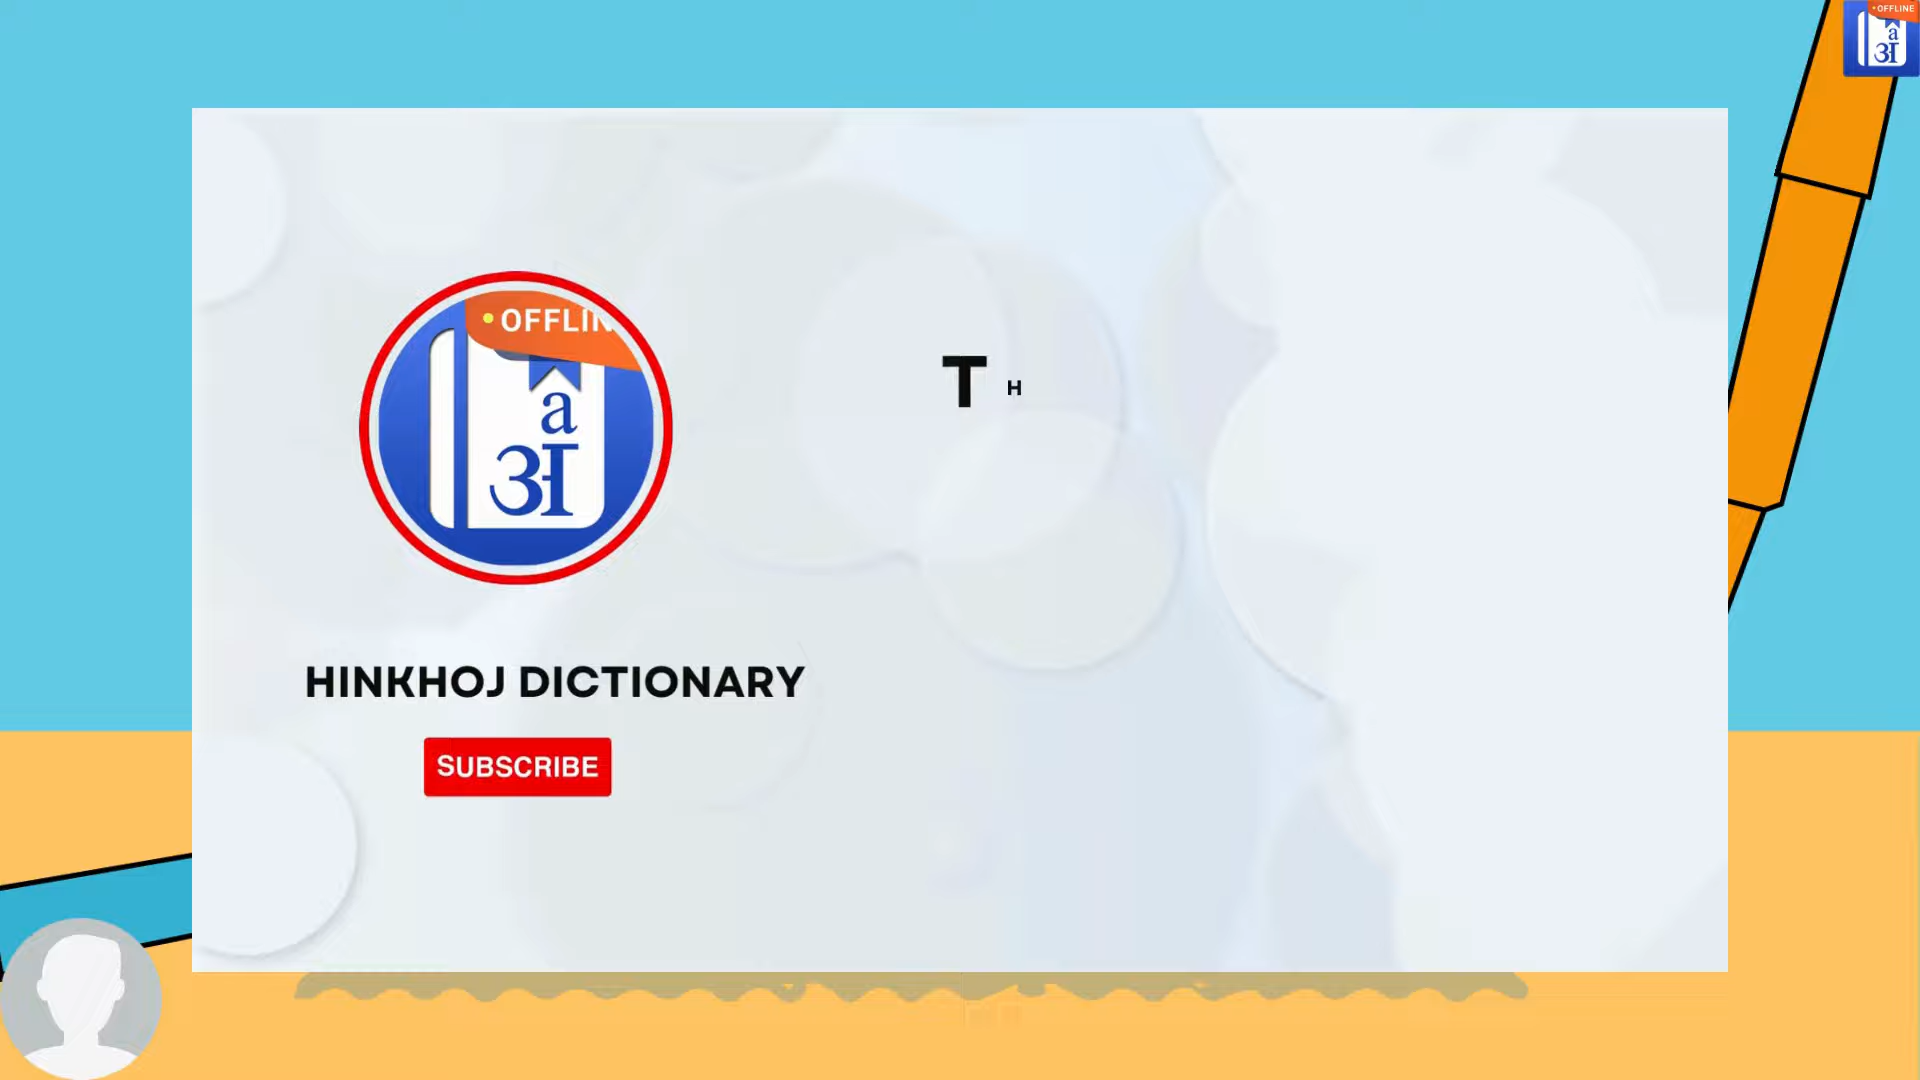 • OFFLINE
a
अ
• OFFLIN
a
अ
T H
HINKHOJ DICTIONARY
SUBSCRIBE